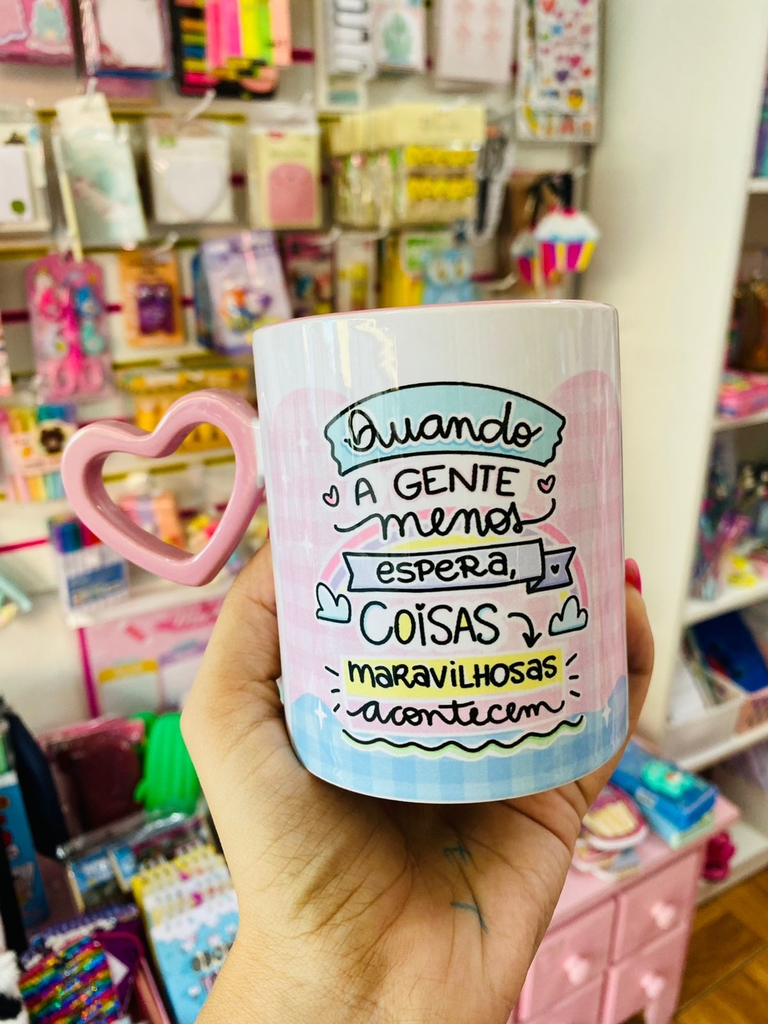 Quando
A GENTE
menos
espera,
COISAS
maravilhosas
acontecem